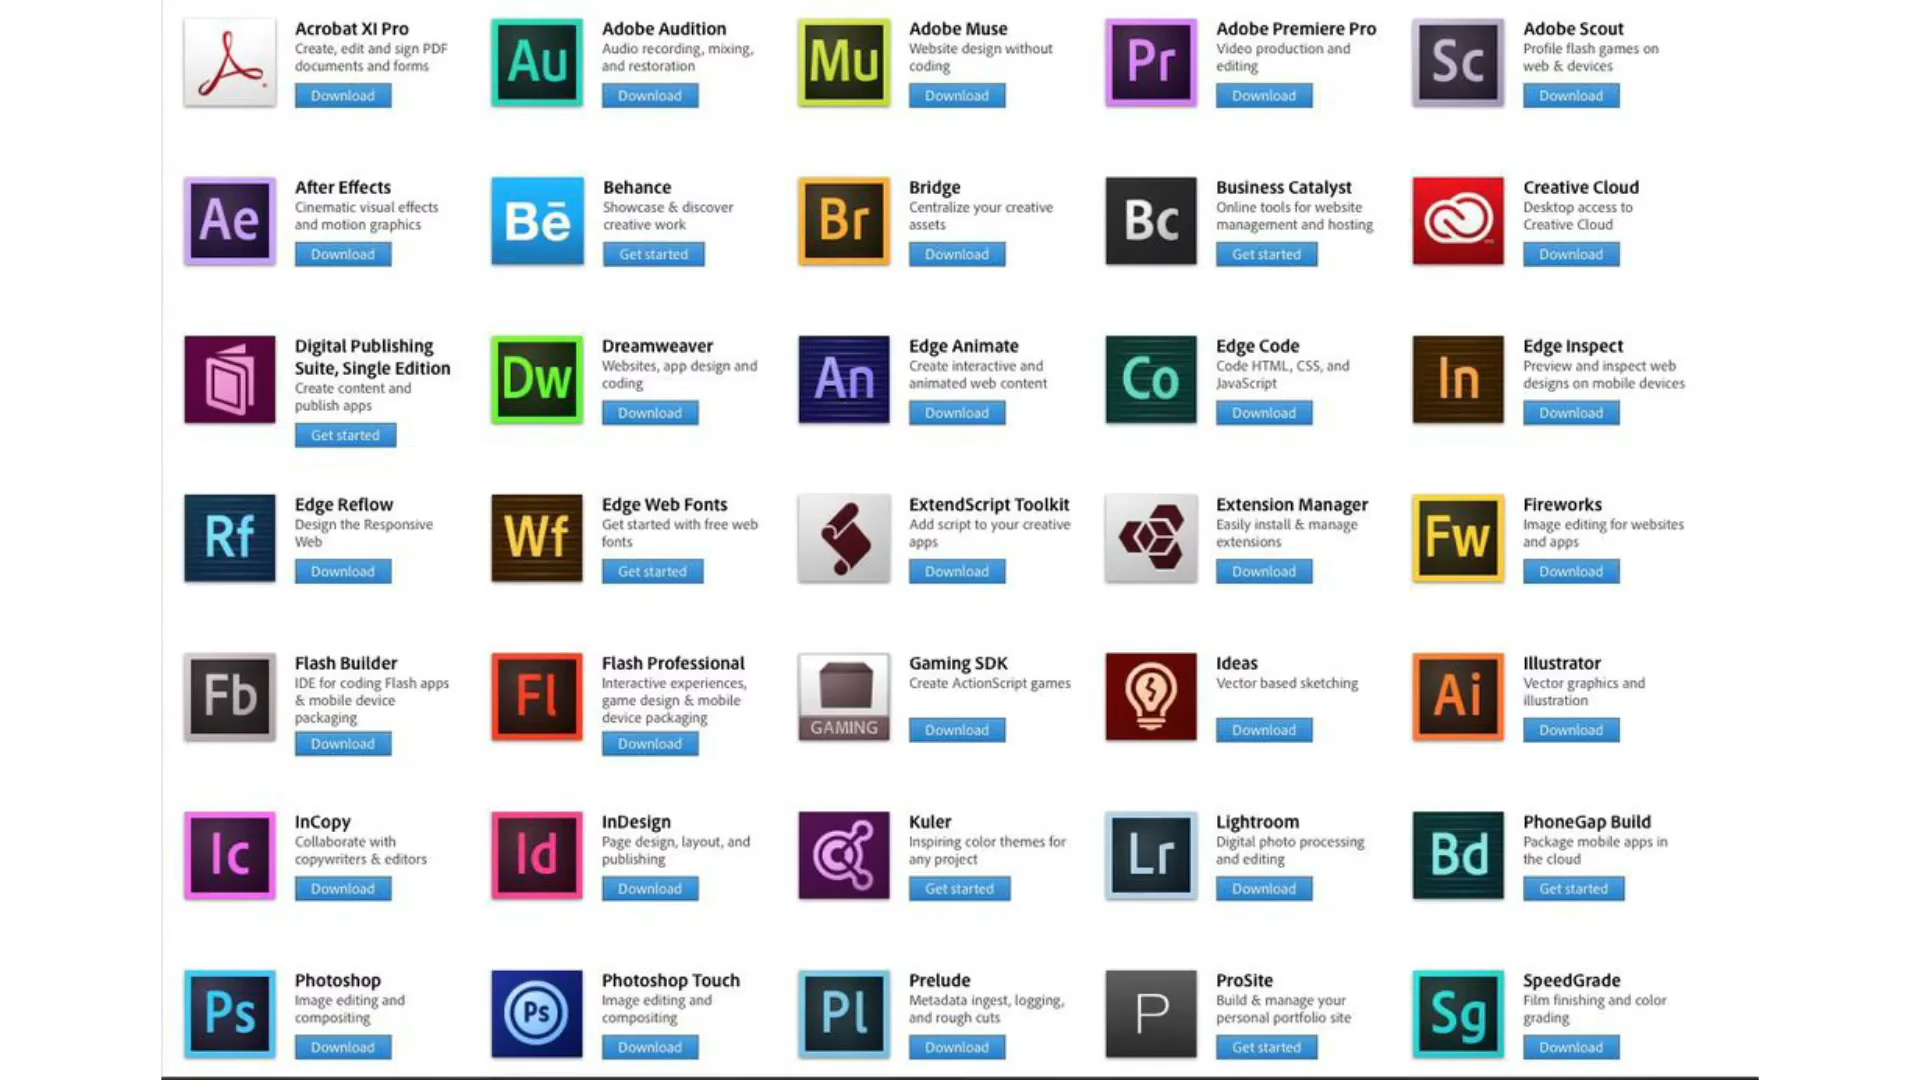 Acrobat XI Pro
Create, edit and sign PDF
documents and forms
Download
Au
Adobe Audition
Audio recording, mixing,
and restoration
Download
Mu
Adobe Muse
Website design without
coding
Download
Pr
Adobe Premiere Pro
Video production and
editing
Download
Sc
Adobe Scout
Profile flash games on
web & devices
Download
Ae
After Effects
Cinematic visual effects
and motion graphics
Download
Bē
Behance
Showcase & discover
creative work
Get started
Br
Bridge
Centralize your creative
assets
Download
Bc
Business Catalyst
Online tools for website
management and hosting
Get started
Creative Cloud
Desktop access to
Creative Cloud
Download
Digital Publishing
Suite, Single Edition
Create content and
publish apps
Get started
Dw
Dreamweaver
Websites, app design and
coding
Download
An
Edge Animate
Create interactive and
animated web content
Download
Co
Edge Code
Code HTML, CSS, and
JavaScript
Download
In
Edge Inspect
Preview and inspect web
designs on mobile devices
Download
Rf
Edge Reflow
Design the Responsive
Web
Download
Wf
Edge Web Fonts
Get started with free web
fonts
Get started
ExtendScript Toolkit
Add script to your creative
apps
Download
Extension Manager
Easily install & manage
extensions
Download
Fw
Fireworks
Image editing for websites
and apps
Download
Fb
Flash Builder
IDE for coding Flash apps
& mobile device
packaging
Download
Fl
Flash Professional
Interactive experiences,
game design & mobile
device packaging
Download
GAMING
Gaming SDK
Create ActionScript games
Download
Ideas
Vector based sketching
Download
Ai
Illustrator
Vector graphics and
illustration
Download
Ic
InCopy
Collaborate with
copywriters & editors
Download
Id
InDesign
Page design, layout, and
publishing
Download
Kuler
Inspiring color themes for
any project
Get started
Lr
Lightroom
Digital photo processing
and editing
Download
Bd
PhoneGap Build
Package mobile apps in
the cloud
Get started
Ps
Photoshop
Image editing and
compositing
Download
Ps
Photoshop Touch
Image editing and
compositing
Download
Pl
Prelude
Metadata ingest, logging,
and rough cuts
Download
P
ProSite
Build & manage your
personal portfolio site
Get started
Sg
SpeedGrade
Film finishing and color
grading
Download